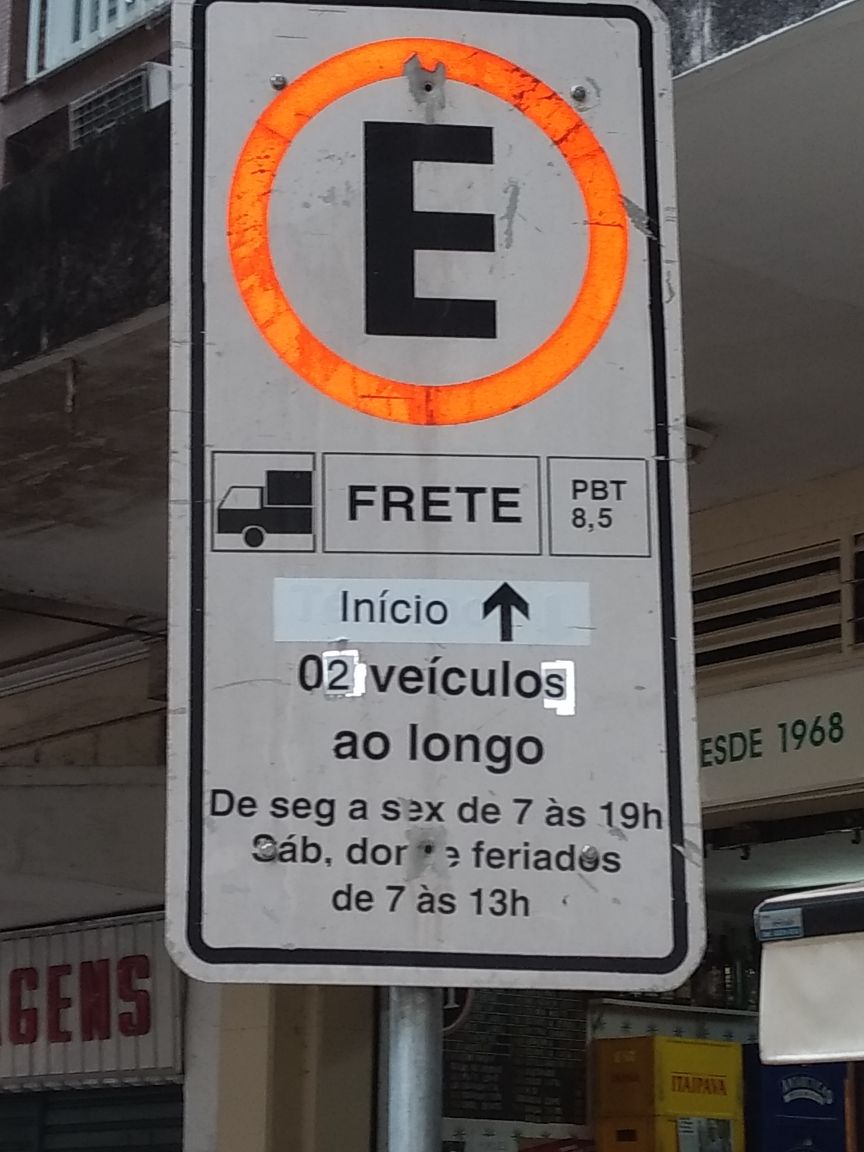 E
FRETE
PBT
8,5
Início ↑
02 veículos
ao longo
De seg a sex de 7 às 19h
Sáb, dom e feriados
de 7 às 13h
ESDE 1968
GENS
ITAIPAVA